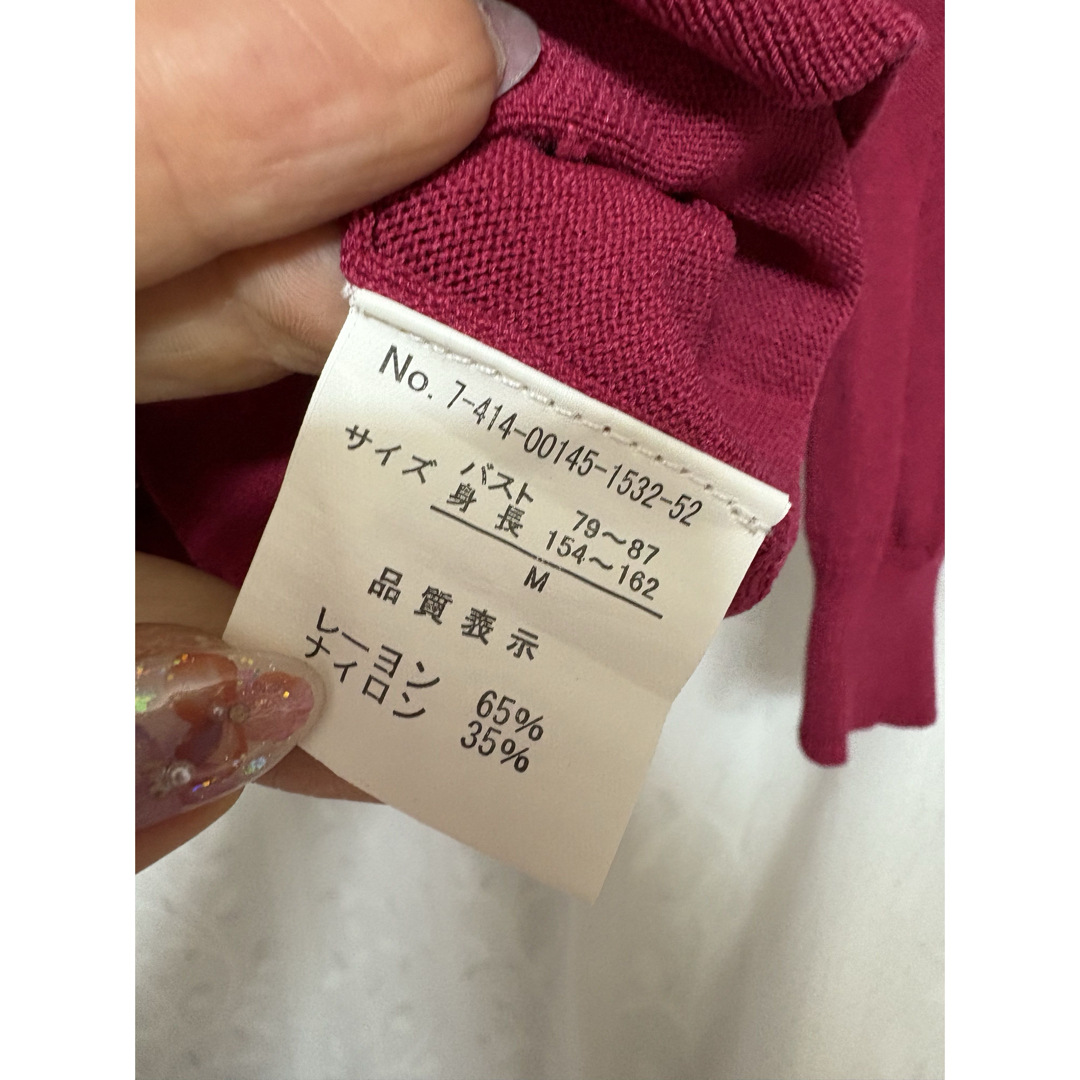 No. 7-414-00145-1532-52
サイズ バスト 79〜87
身長 154〜162
M
品質表示
レーヨン 65%
ナイロン 35%